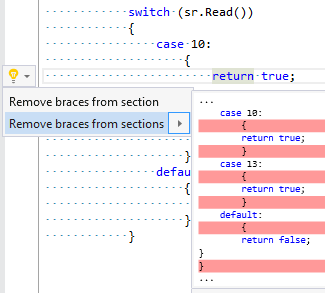 switch (sr.Read())
{
case 10:
{
return true;
Remove braces from section
Remove braces from sections
}
default
{
}
}
...
case 10:
{
return true;
}
case 13:
{
return true;
}
default:
{
return false;
}
}
...